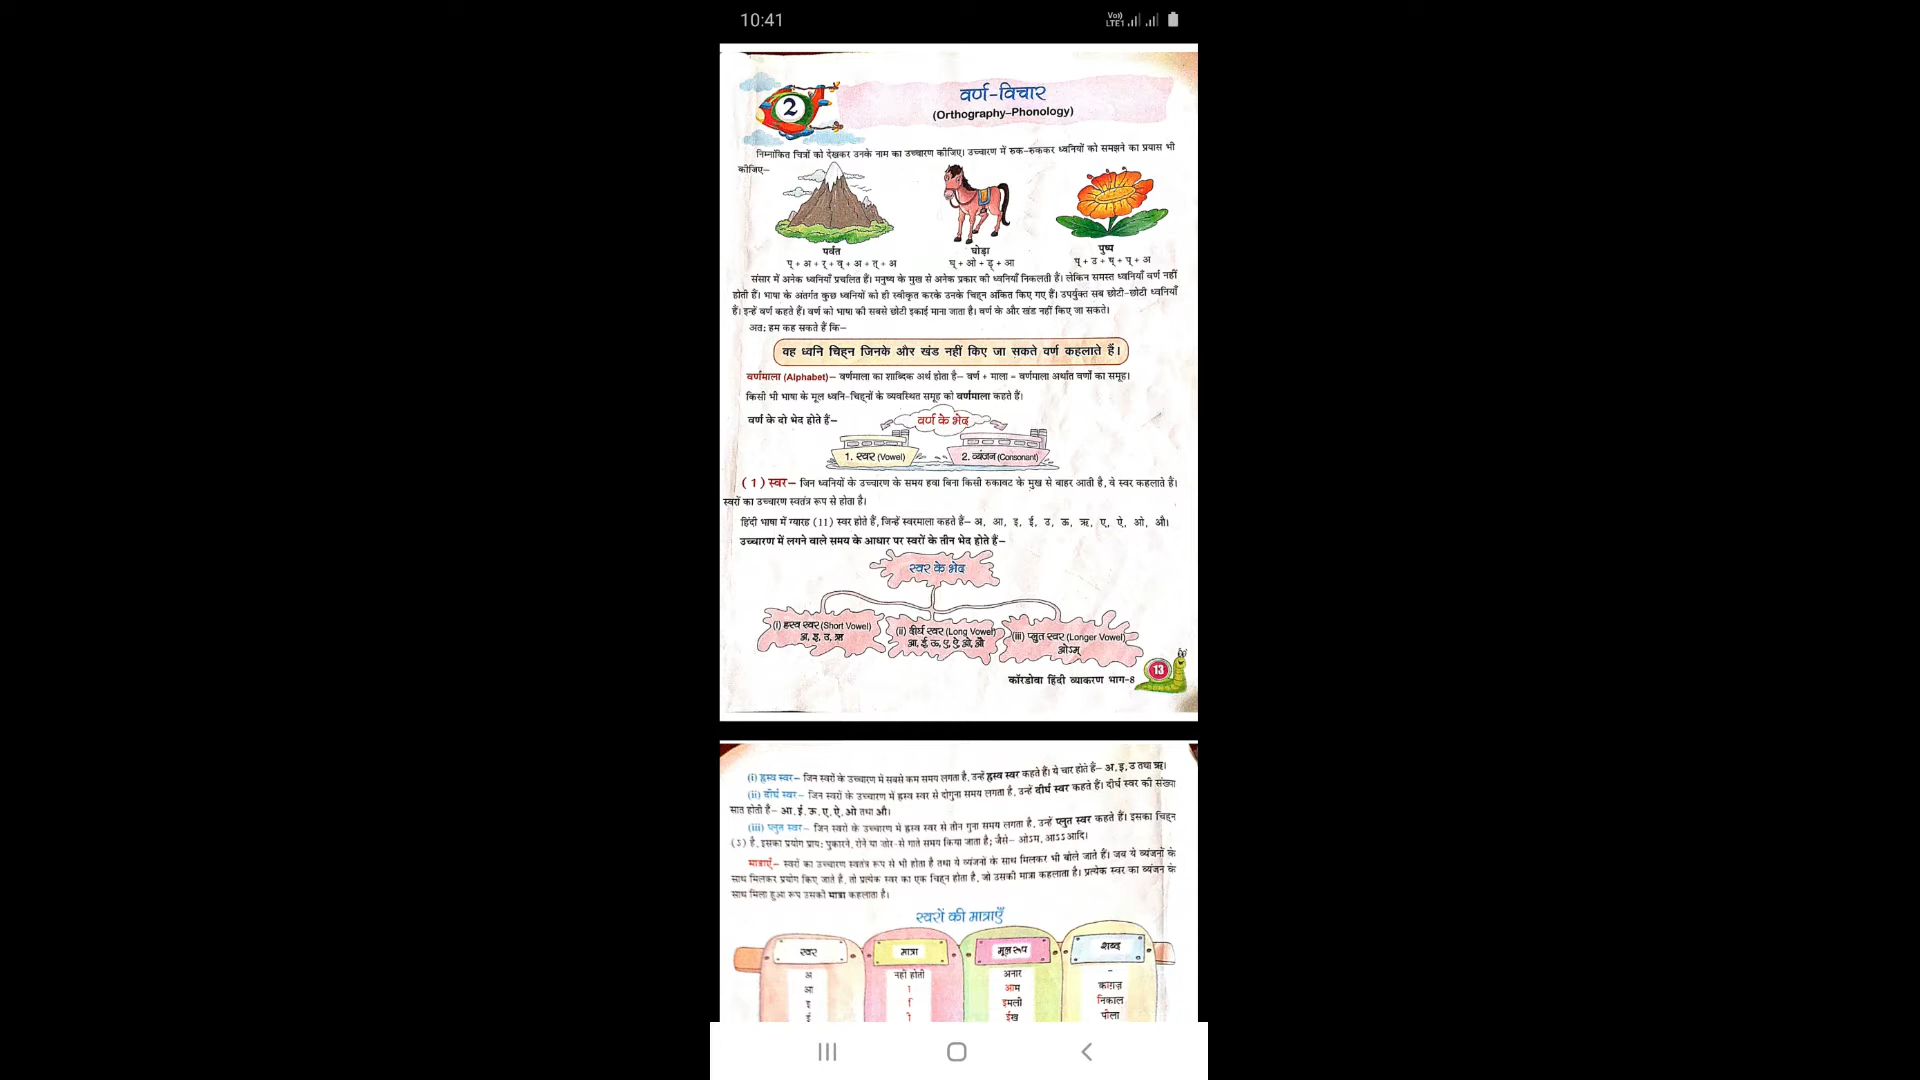 10:41
Vo))
LTE1
2
वर्ण-विचार
(Orthography–Phonology)
निम्नांकित चित्रों को देखकर उनके नाम का उच्चारण कीजिए। उच्चारण में रुक-रुककर ध्वनियों को समझने का प्रयास भी
कीजिए–
पर्वत घोड़ा पुष्प
प् + अ + र् + व् + अ + त् + अ घ् + ओ + ड़् + आ प् + उ + ष् + प् + अ
संसार में अनेक ध्वनियाँ प्रचलित हैं। मनुष्य के मुख से अनेक प्रकार की ध्वनियाँ निकलती हैं। लेकिन समस्त ध्वनियाँ वर्ण नहीं
होती हैं। भाषा के अंतर्गत कुछ ध्वनियों को ही स्वीकृत करके उनके चिह्न अंकित किए गए हैं। उपर्युक्त सब छोटी-छोटी ध्वनियाँ
हैं। इन्हें वर्ण कहते हैं। वर्ण को भाषा की सबसे छोटी इकाई माना जाता है। वर्ण के और खंड नहीं किए जा सकते।
अत: हम कह सकते हैं कि–
वह ध्वनि चिह्न जिनके और खंड नहीं किए जा सकते वर्ण कहलाते हैं।
वर्णमाला (Alphabet)– वर्णमाला का शाब्दिक अर्थ होता है– वर्ण + माला = वर्णमाला अर्थात वर्णों का समूह।
किसी भी भाषा के मूल ध्वनि-चिह्नों के व्यवस्थित समूह को वर्णमाला कहते हैं।
वर्ण के दो भेद होते हैं–
वर्ण के भेद
1. स्वर (Vowel) 2. व्यंजन (Consonant)
(1) स्वर– जिन ध्वनियों के उच्चारण के समय हवा बिना किसी रुकावट के मुख से बाहर आती है, वे स्वर कहलाते हैं।
स्वरों का उच्चारण स्वतंत्र रूप से होता है।
हिंदी भाषा में ग्यारह (11) स्वर होते हैं, जिन्हें स्वरमाला कहते हैं– अ, आ, इ, ई, उ, ऊ, ऋ, ए, ऐ, ओ, औ।
उच्चारण में लगने वाले समय के आधार पर स्वरों के तीन भेद होते हैं–
स्वर के भेद
(i) ह्रस्व स्वर (Short Vowel) (ii) दीर्घ स्वर (Long Vowel) (iii) प्लुत स्वर (Longer Vowel)
अ, इ, उ, ऋ आ, ई, ऊ, ए, ऐ, ओ, औ ओऽम्
कॉरडोवा हिंदी व्याकरण भाग-8 13
(i) ह्रस्व स्वर– जिन स्वरों के उच्चारण में सबसे कम समय लगता है, उन्हें ह्रस्व स्वर कहते हैं। ये चार होते हैं– अ, इ, उ तथा ऋ।
(ii) दीर्घ स्वर– जिन स्वरों के उच्चारण में ह्रस्व स्वर से दोगुना समय लगता है, उन्हें दीर्घ स्वर कहते हैं। दीर्घ स्वर की संख्या
सात होती है– आ, ई, ऊ, ए, ऐ, ओ तथा औ।
(iii) प्लुत स्वर– जिन स्वरों के उच्चारण में ह्रस्व स्वर से तीन गुना समय लगता है, उन्हें प्लुत स्वर कहते हैं। इसका चिह्न
(ऽ) है, इसका प्रयोग प्राय: पुकारने, रोने या जोर-से गाते समय किया जाता है; जैसे– ओऽम, आऽऽ आदि।
मात्राएँ– स्वरों का उच्चारण स्वतंत्र रूप से भी होता है तथा ये व्यंजनों के साथ मिलकर भी बोले जाते हैं। जब ये व्यंजनों के
साथ मिलकर प्रयोग किए जाते हैं, तो प्रत्येक स्वर का एक चिह्न होता है, जो उसकी मात्रा कहलाता है। प्रत्येक स्वर का व्यंजन के
साथ मिला हुआ रूप उसकी मात्रा कहलाता है।
स्वरों की मात्राएँ
स्वर मात्रा मूल रूप शब्द
अ नहीं होती अनार –
आ ा आम काग़ज़
इ ि इमली निकाल
ई ी ईख पीला